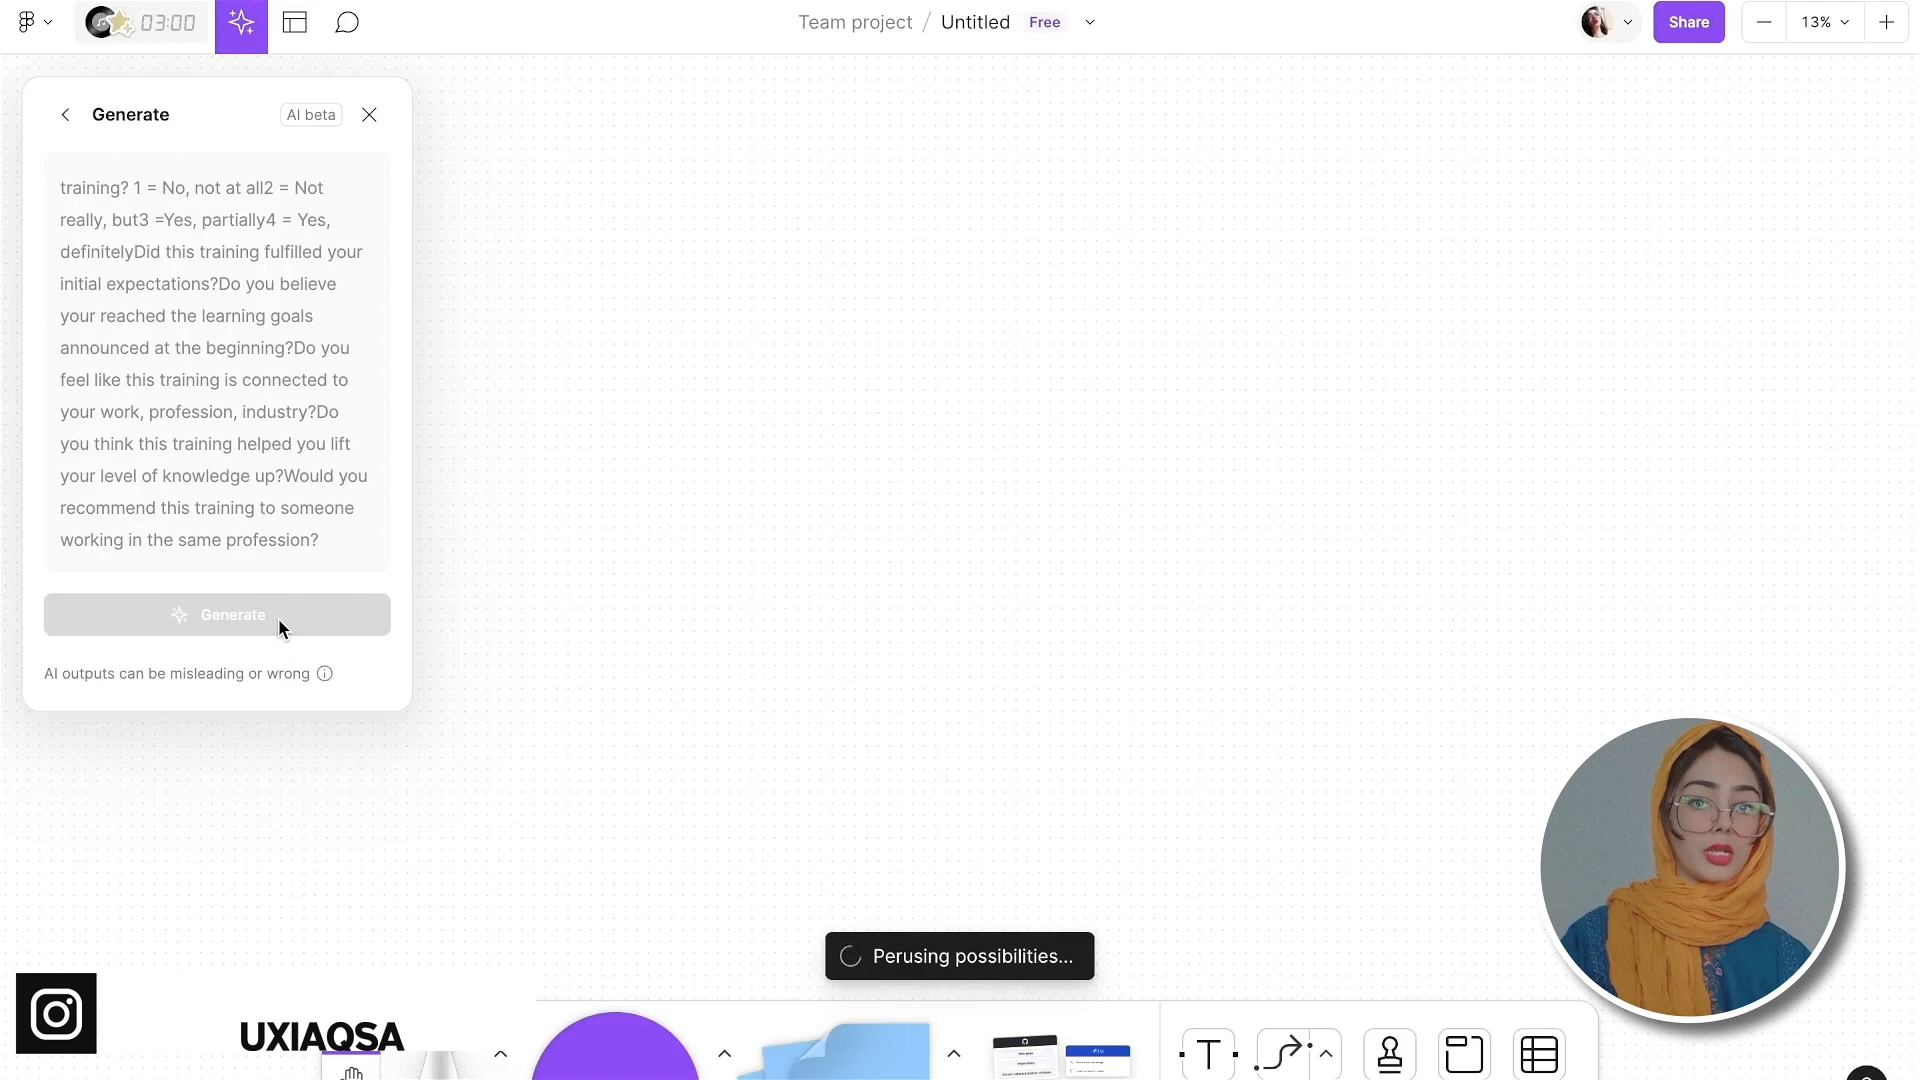 03:00
Team project / Untitled Free
Share
13%
Generate
AI beta
training? 1 = No, not at all2 = Not
really, but3 =Yes, partially4 = Yes,
definitelyDid this training fulfilled your
initial expectations?Do you believe
your reached the learning goals
announced at the beginning?Do you
feel like this training is connected to
your work, profession, industry?Do
you think this training helped you lift
your level of knowledge up?Would you
recommend this training to someone
working in the same profession?
Generate
AI outputs can be misleading or wrong
Perusing possibilities...
UXIAQSA
T